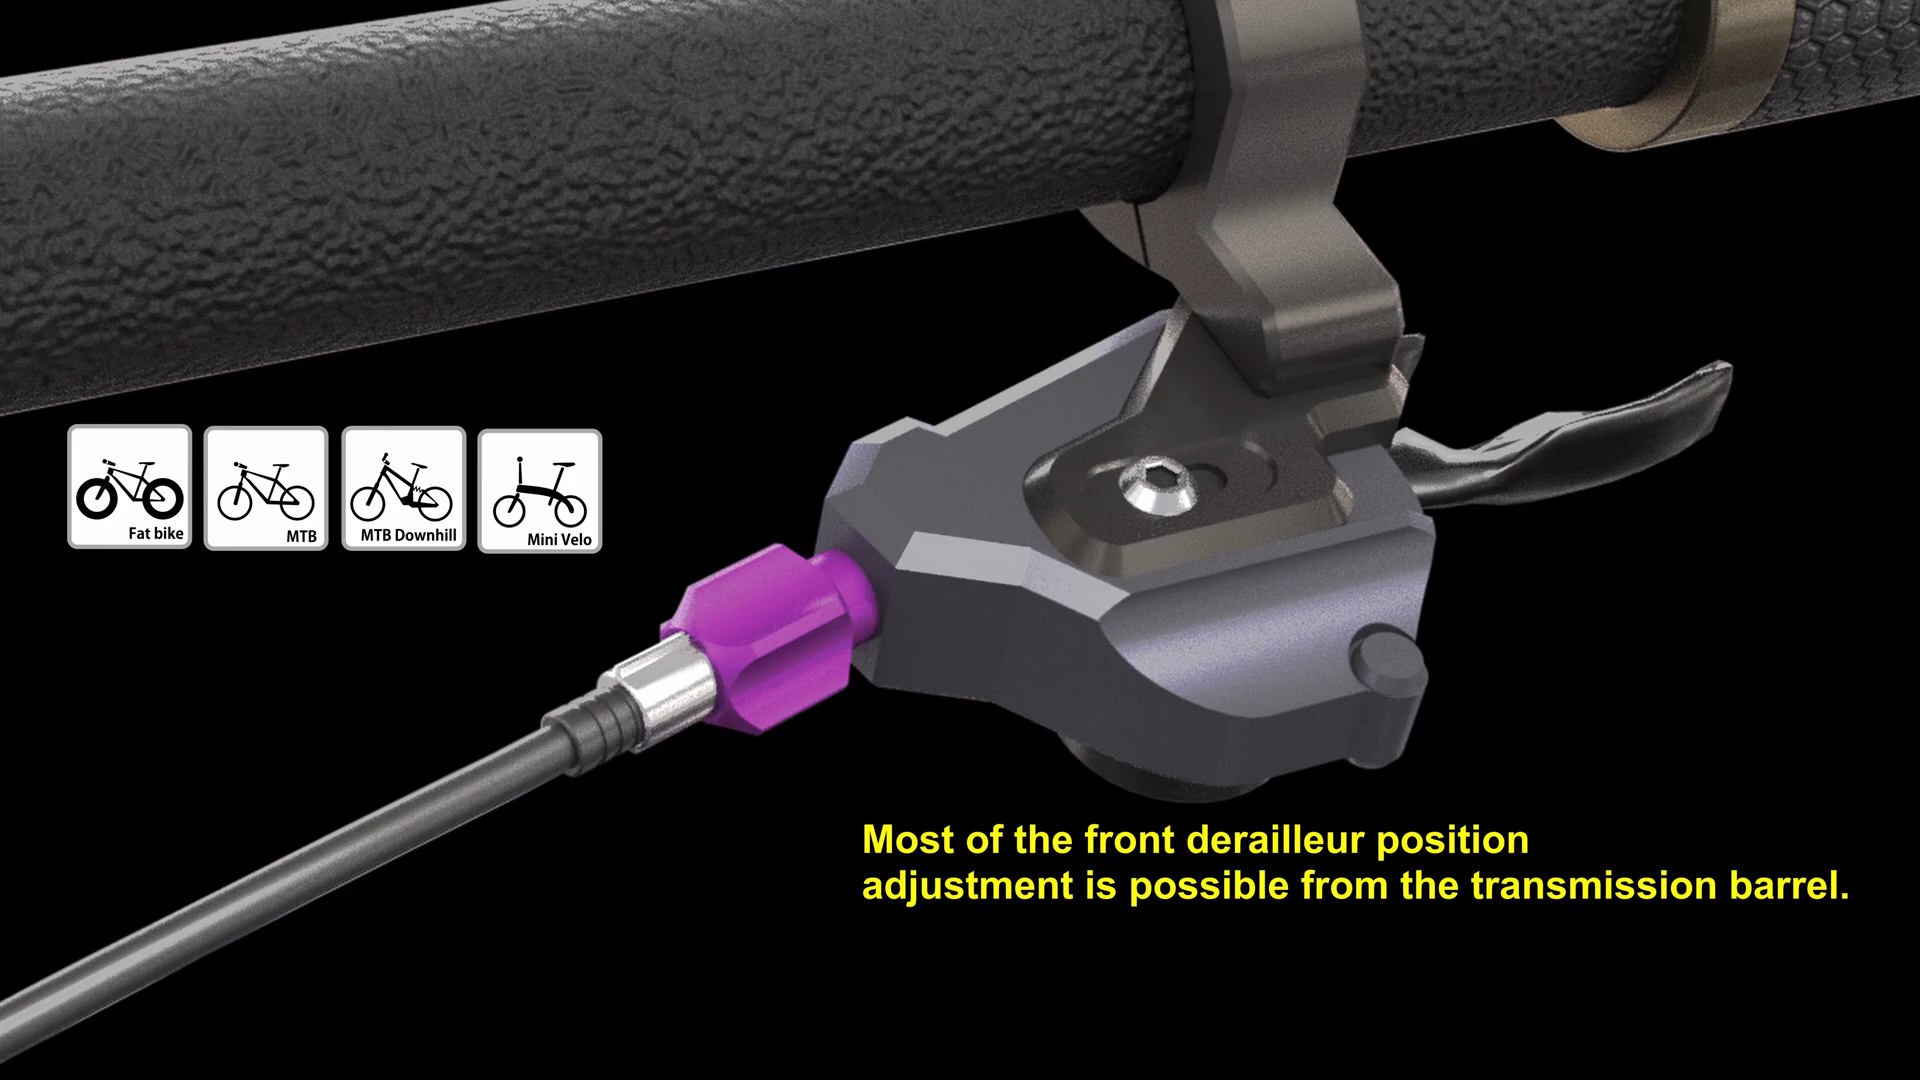 Fat bike
MTB
MTB Downhill
Mini Velo
Most of the front derailleur position
adjustment is possible from the transmission barrel.